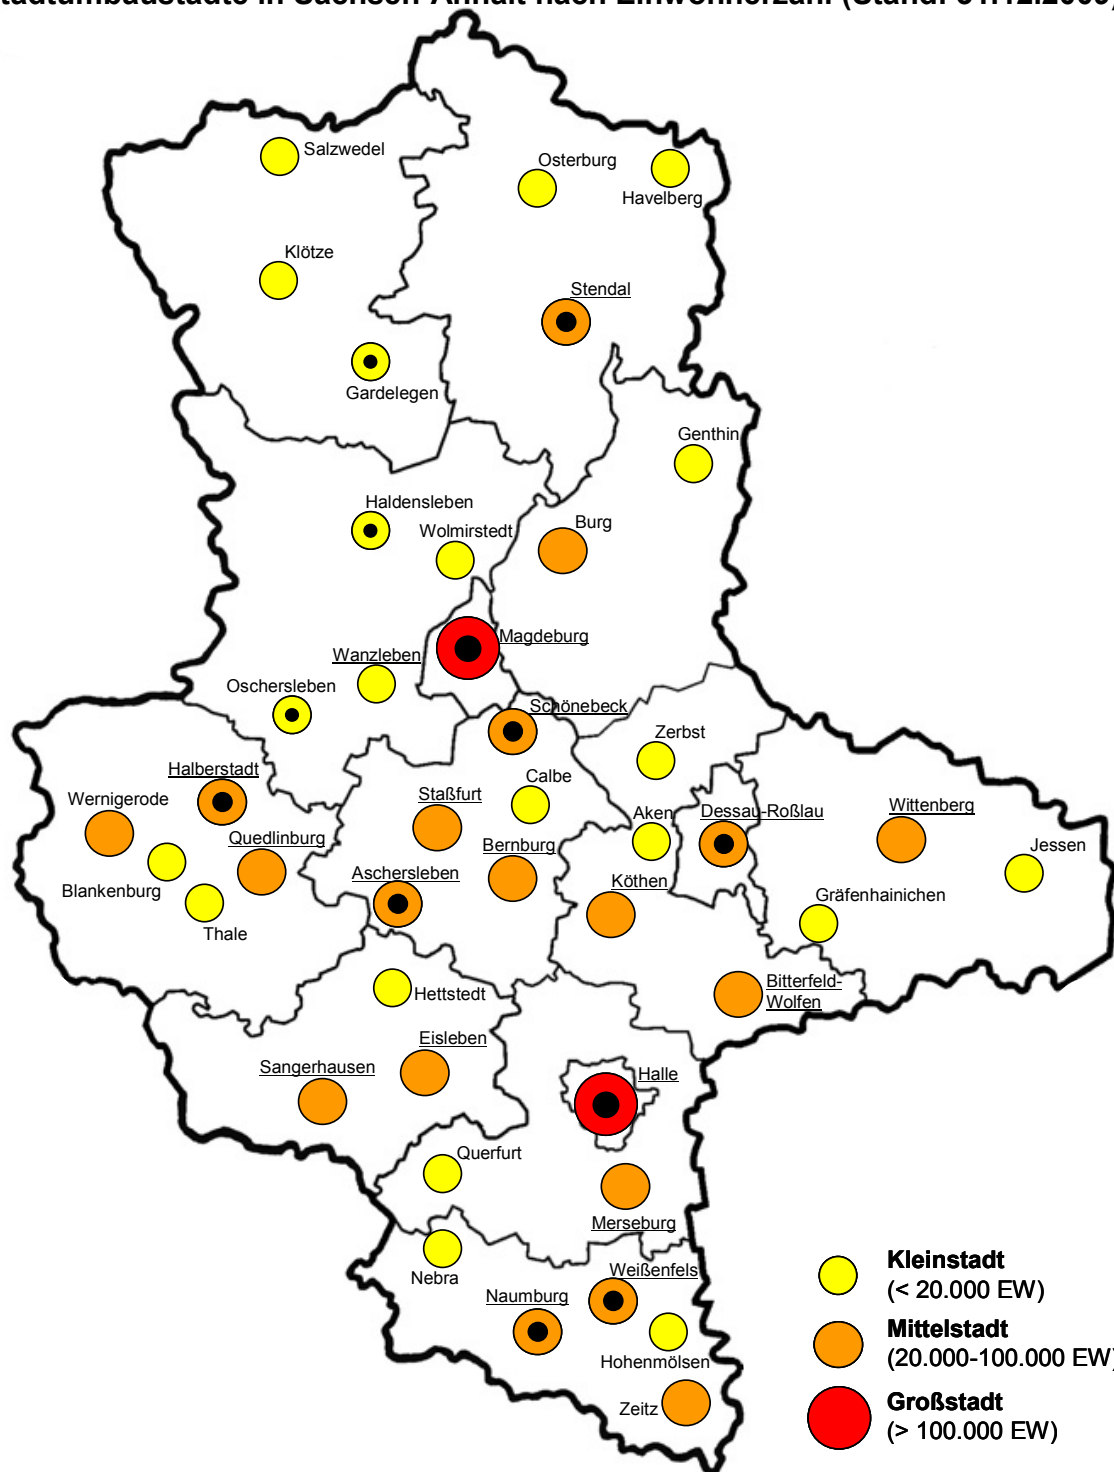 Salzwedel
Osterburg
Havelberg
Klötze
Stendal
Gardelegen
Genthin
Haldensleben
Wolmirstedt
Burg
Magdeburg
Wanzleben
Oschersleben
Schönebeck
Zerbst
Halberstadt
Calbe
Wernigerode
Staßfurt
Aken
Dessau-Roßlau
Wittenberg
Quedlinburg
Bernburg
Jessen
Aschersleben
Köthen
Blankenburg
Gräfenhainichen
Thale
Hettstedt
Bitterfeld-
Wolfen
Eisleben
Sangerhausen
Halle
Querfurt
Merseburg
Nebra
Weißenfels
Naumburg
Hohenmölsen
Zeitz
Kleinstadt
(< 20.000 EW)
Mittelstadt
(20.000-100.000 EW)
Großstadt
(> 100.000 EW)